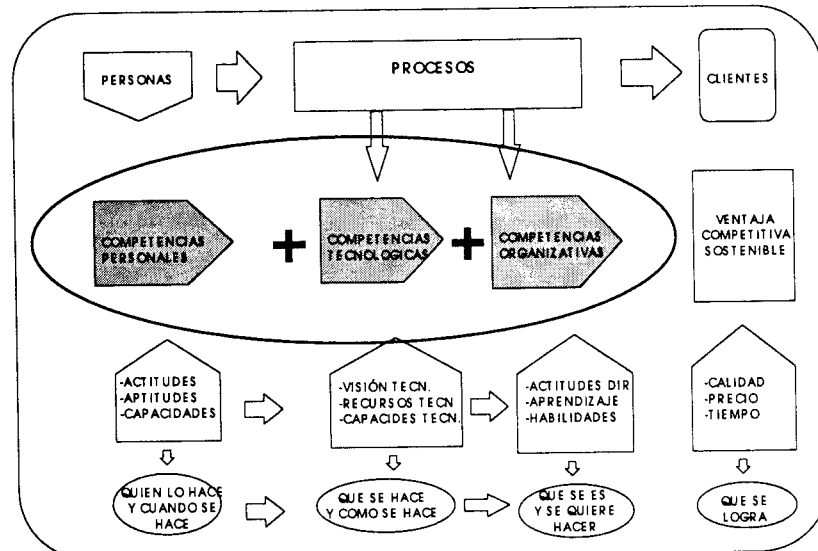 PERSONAS
PROCESOS
CLIENTES
COMPETENCIAS
PERSONALES
+
COMPETENCIAS
TECNOLOGICAS
+
COMPETENCIAS
ORGANIZATIVAS
VENTAJA
COMPETITIVA
SOSTENIBLE
-ACTITUDES
-APTITUDES
-CAPACIDADES
-VISIÓN TECN.
-RECURSOS TECN
-CAPACIDES TECN.
-ACTITUDES DIR
-APRENDIZAJE
-HABILIDADES
-CALIDAD
-PRECIO
-TIEMPO
QUIEN LO HACE
Y CUANDO SE
HACE
QUE SE HACE
Y COMO SE HACE
QUE SE ES
Y SE QUIERE
HACER
QUE SE
LOGRA